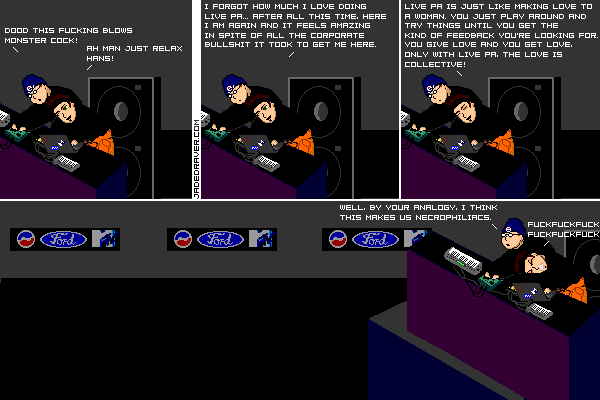 DOOD THIS FUCKING BLOWS
MONSTER COCK!
AH MAN JUST RELAX
HANS!
I FORGOT HOW MUCH I LOVE DOING
LIVE PA... AFTER ALL THIS TIME, HERE
I AM AGAIN AND IT FEELS AMAZING
IN SPITE OF ALL THE CORPORATE
BULLSHIT IT TOOK TO GET ME HERE.
LIVE PA IS JUST LIKE MAKING LOVE TO
A WOMAN. YOU JUST PLAY AROUND AND
TRY THINGS UNTIL YOU GET THE
KIND OF FEEDBACK YOU'RE LOOKING FOR.
YOU GIVE LOVE AND YOU GET LOVE,
ONLY WITH LIVE PA, THE LOVE IS
COLLECTIVE!
JADEDRAVER.COM
WELL, BY YOUR ANALOGY, I THINK
THIS MAKES US NECROPHILIACS.
FUCKFUCKFUCK
FUCKFUCKFUCK
Ford
MTV
Ford
MTV
Ford